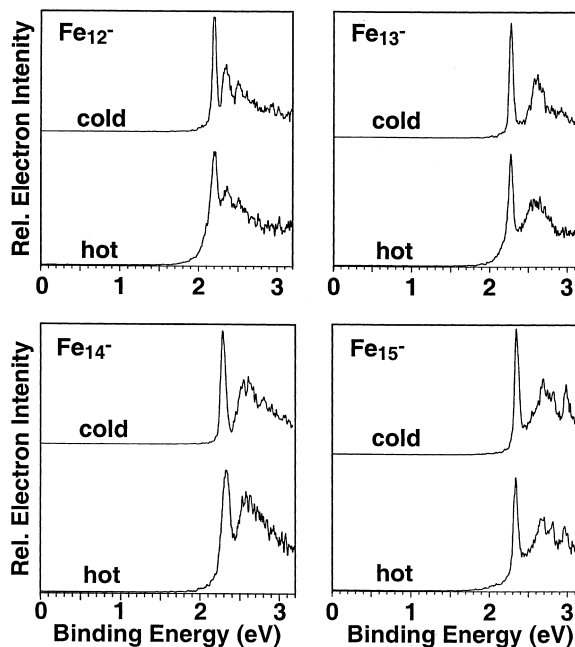 Rel. Electron Intenity
Fe12-
cold
hot
0 1 2 3
Fe13-
cold
hot
0 1 2 3
Rel. Electron Intenity
Fe14-
cold
hot
0 1 2 3
Binding Energy (eV)
Fe15-
cold
hot
0 1 2 3
Binding Energy (eV)